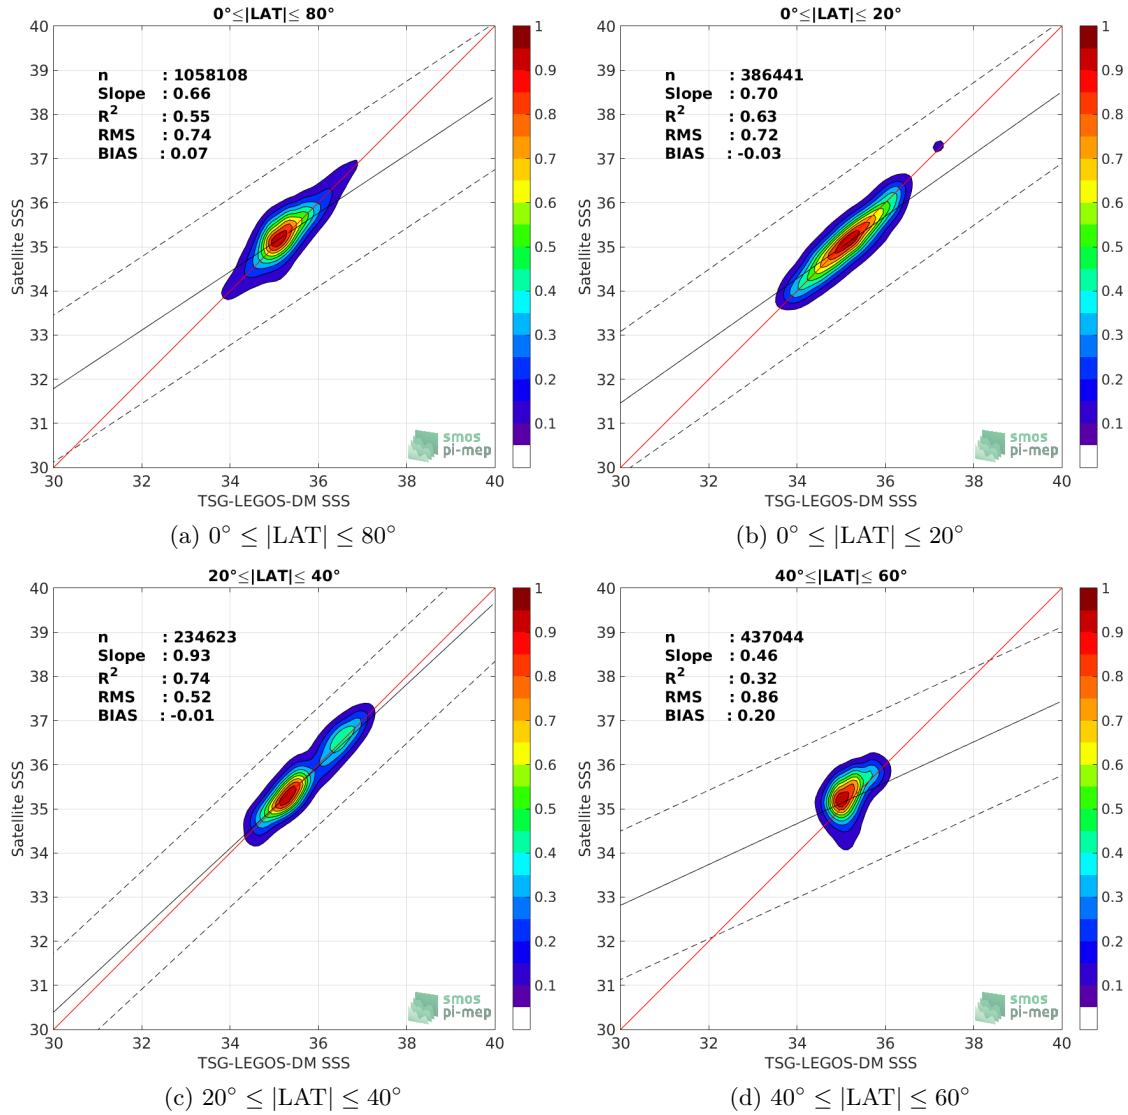 0°≤|LAT|≤ 80°
40
39
38
37
36
35
34
33
32
31
30
Satellite SSS
n : 1058108
Slope : 0.66
R² : 0.55
RMS : 0.74
BIAS : 0.07
smos
pi-mep
30 32 34 36 38 40
TSG-LEGOS-DM SSS
1
0.9
0.8
0.7
0.6
0.5
0.4
0.3
0.2
0.1
(a) 0° ≤ |LAT| ≤ 80°
0°≤|LAT|≤ 20°
40
39
38
37
36
35
34
33
32
31
30
Satellite SSS
n : 386441
Slope : 0.70
R² : 0.63
RMS : 0.72
BIAS : -0.03
smos
pi-mep
30 32 34 36 38 40
TSG-LEGOS-DM SSS
1
0.9
0.8
0.7
0.6
0.5
0.4
0.3
0.2
0.1
(b) 0° ≤ |LAT| ≤ 20°
20°≤|LAT|≤ 40°
40
39
38
37
36
35
34
33
32
31
30
Satellite SSS
n : 234623
Slope : 0.93
R² : 0.74
RMS : 0.52
BIAS : -0.01
smos
pi-mep
30 32 34 36 38 40
TSG-LEGOS-DM SSS
1
0.9
0.8
0.7
0.6
0.5
0.4
0.3
0.2
0.1
(c) 20° ≤ |LAT| ≤ 40°
40°≤|LAT|≤ 60°
40
39
38
37
36
35
34
33
32
31
30
Satellite SSS
n : 437044
Slope : 0.46
R² : 0.32
RMS : 0.86
BIAS : 0.20
smos
pi-mep
30 32 34 36 38 40
TSG-LEGOS-DM SSS
1
0.9
0.8
0.7
0.6
0.5
0.4
0.3
0.2
0.1
(d) 40° ≤ |LAT| ≤ 60°